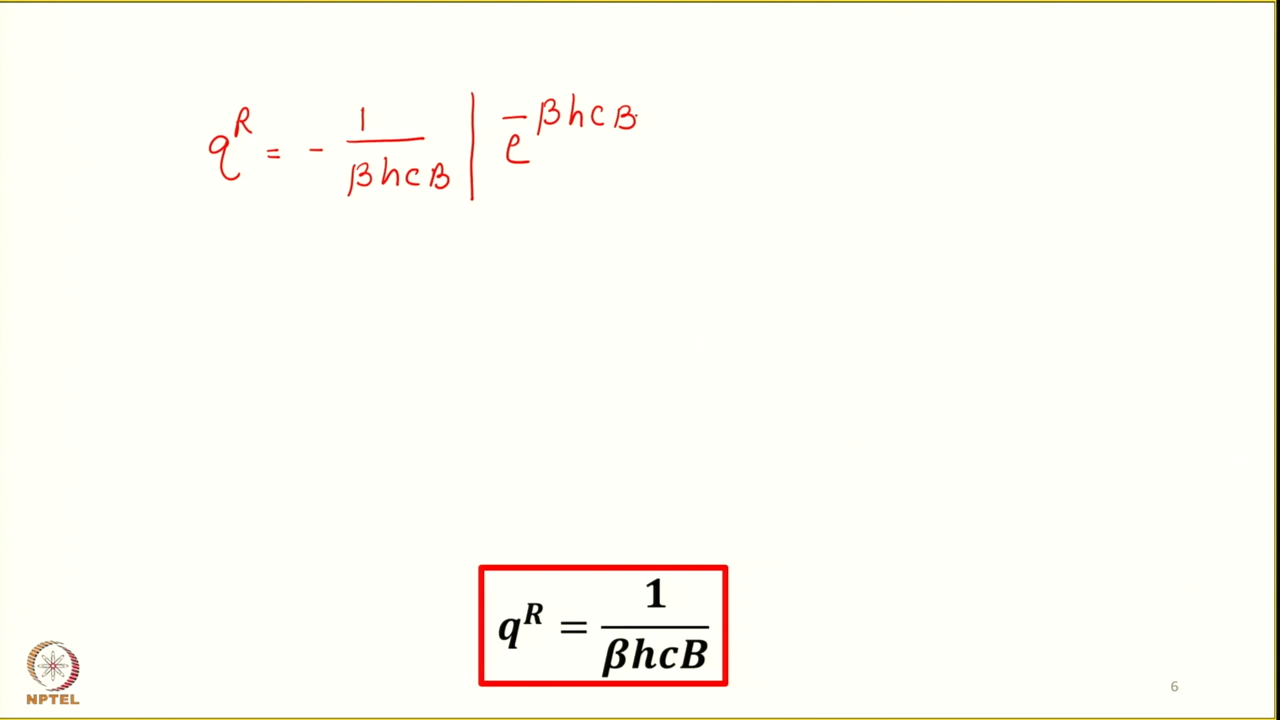 q^R = - 1/βhcB | e^-βhcB
q^R = 1/βhcB
NPTEL
6